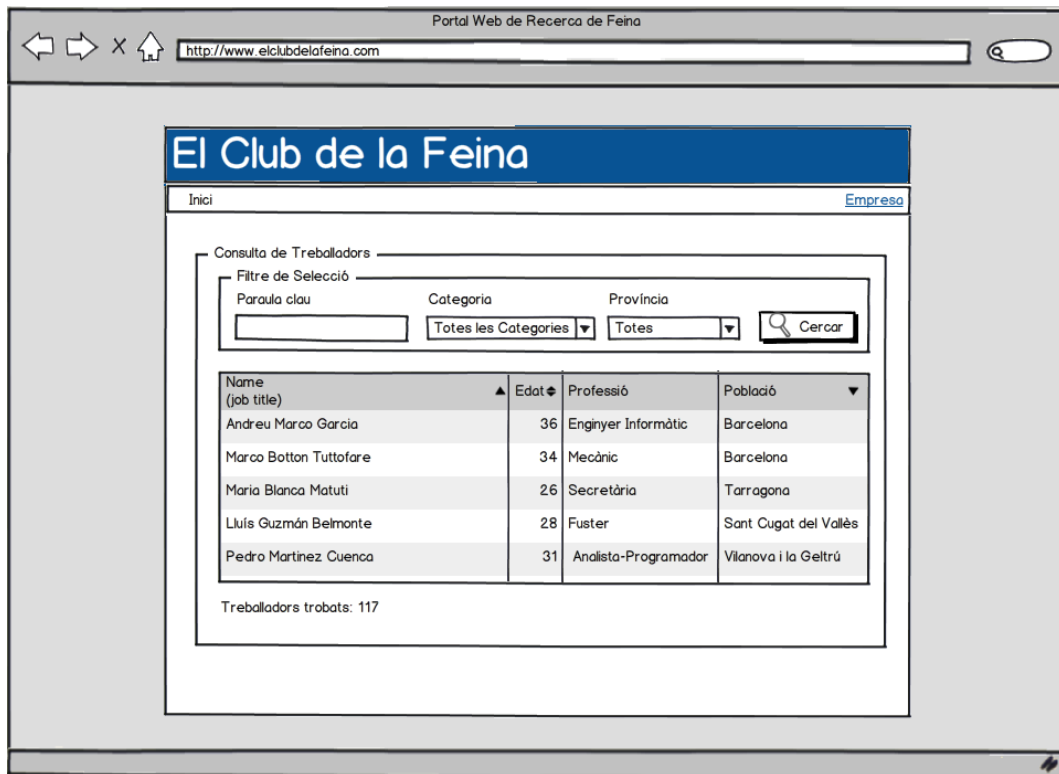 Portal Web de Recerca de Feina
http://www.elclubdelafeina.com
El Club de la Feina
Inici Empresa
Consulta de Treballadors
Filtre de Selecció
Paraula clau Categoria Província
Totes les Categories Totes Cercar
Name
(job title) Edat Professió Població
Andreu Marco Garcia 36 Enginyer Informàtic Barcelona
Marco Botton Tuttofare 34 Mecànic Barcelona
Maria Blanca Matuti 26 Secretària Tarragona
Lluís Guzmán Belmonte 28 Fuster Sant Cugat del Vallès
Pedro Martinez Cuenca 31 Analista-Programador Vilanova i la Geltrú
Treballadors trobats: 117